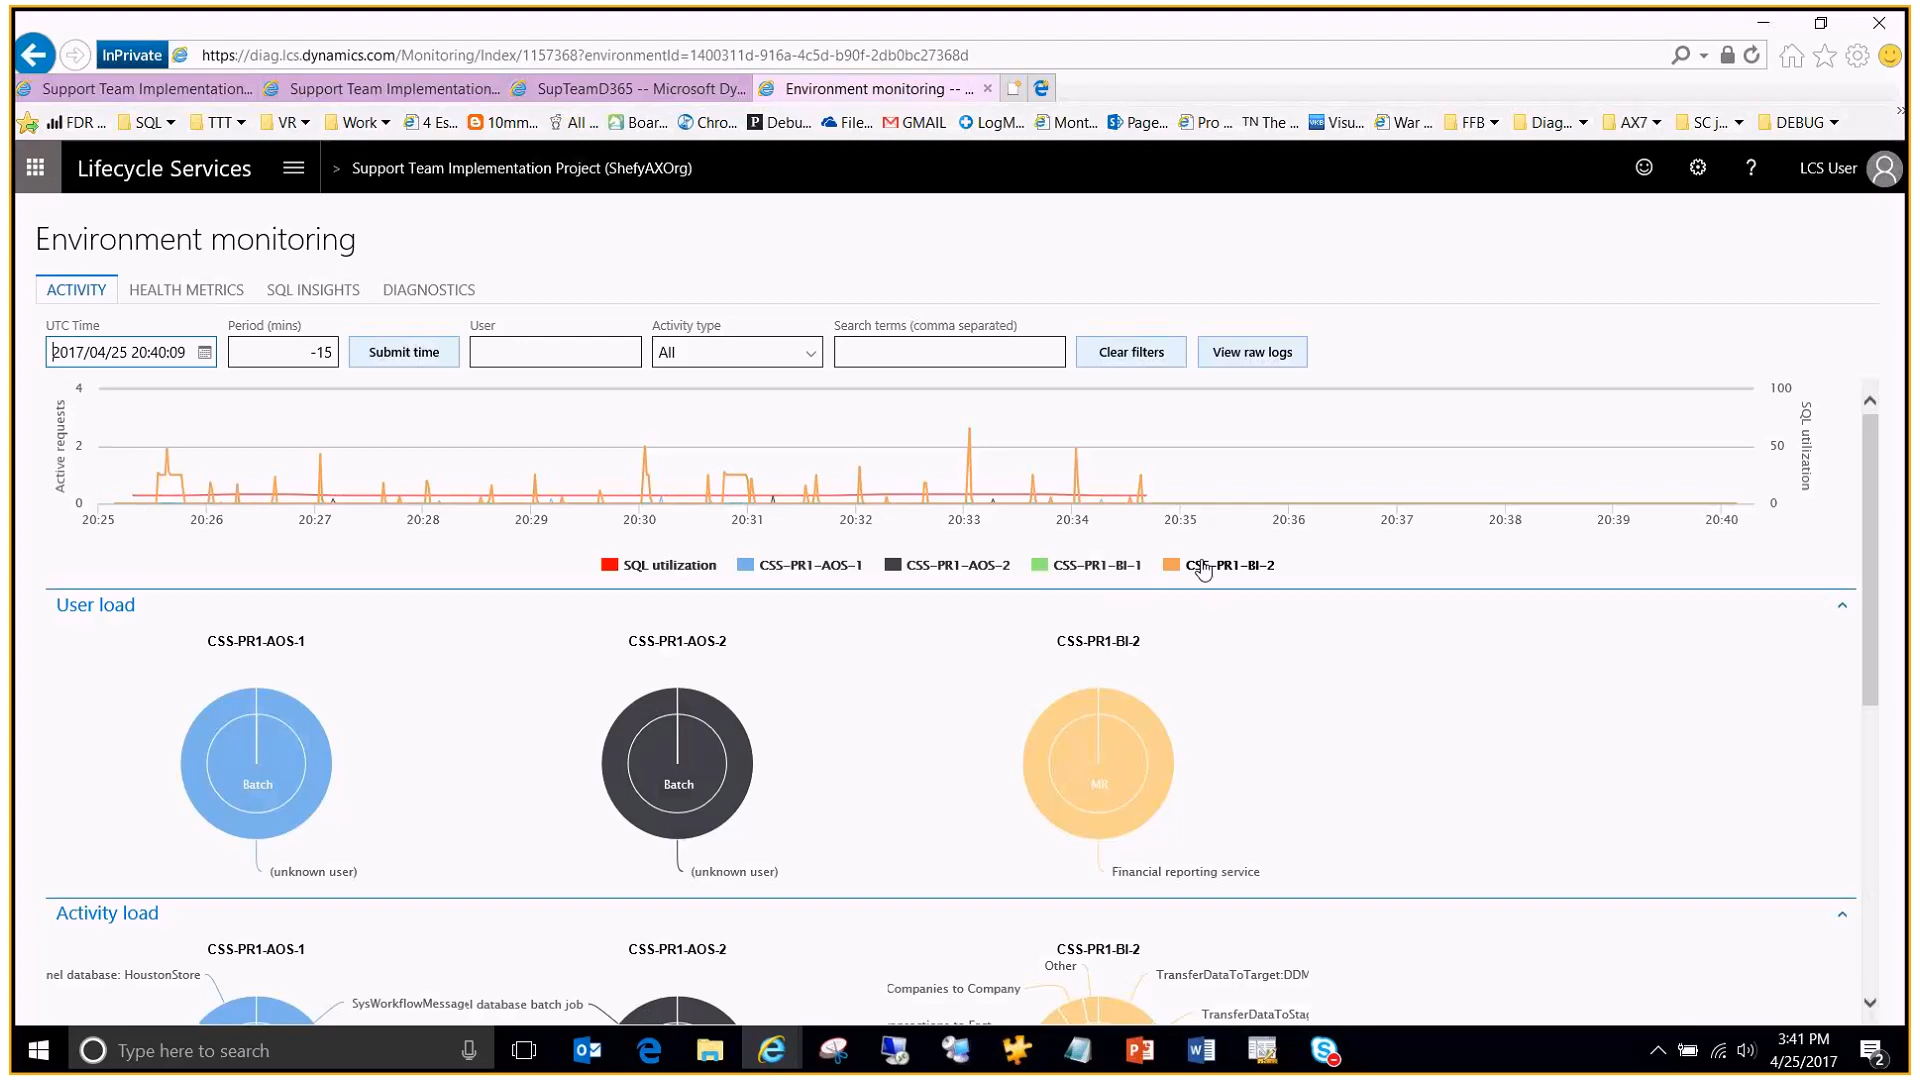 InPrivate
https://diag.lcs.dynamics.com/Monitoring/Index/1157368?environmentId=1400311d-916a-4c5d-b90f-2db0bc27368d
Support Team Implementation... Support Team Implementation... SupTeamD365 -- Microsoft Dy... Environment monitoring -- ...
FDR ... SQL TTT VR Work 4 Es... 10mm... All ... Boar... Chro... Debu... File... GMAIL LogM... Mont... Page... Pro ... TN The ... Visu... War ... FFB Diag... AX7 SC j... DEBUG
Lifecycle Services > Support Team Implementation Project (ShefyAXOrg) ? LCS User
Environment monitoring
ACTIVITY HEALTH METRICS SQL INSIGHTS DIAGNOSTICS
UTC Time Period (mins) User Activity type Search terms (comma separated)
2017/04/25 20:40:09 -15 Submit time All Clear filters View raw logs
Active requests
4
2
0
100
50
0
SQL utilization
20:25 20:26 20:27 20:28 20:29 20:30 20:31 20:32 20:33 20:34 20:35 20:36 20:37 20:38 20:39 20:40
SQL utilization CSS-PR1-AOS-1 CSS-PR1-AOS-2 CSS-PR1-BI-1 CSS-PR1-BI-2
User load
CSS-PR1-AOS-1 CSS-PR1-AOS-2 CSS-PR1-BI-2
Batch Batch MR
(unknown user) (unknown user) Financial reporting service
Activity load
CSS-PR1-AOS-1 CSS-PR1-AOS-2 CSS-PR1-BI-2
Other
nel database: HoustonStore TransferDataToTarget:DDM
Companies to Company
SysWorkflowMessage el database batch job
TransferDataToStag
Type here to search
3:41 PM
4/25/2017
2